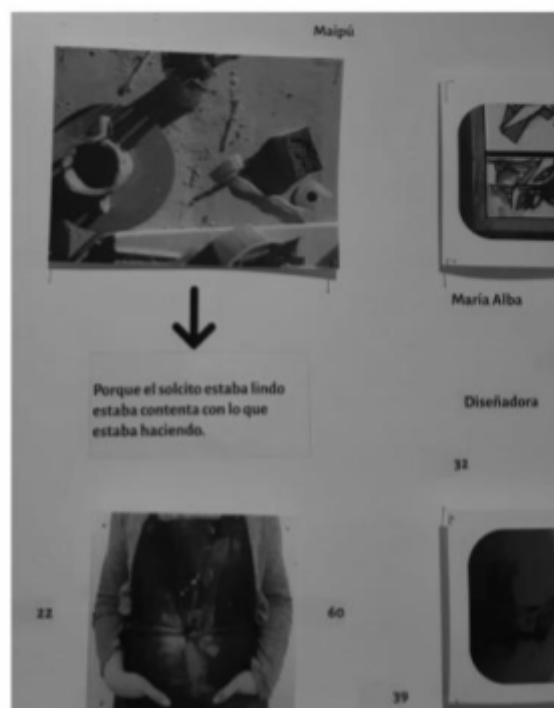 Maipú
María Alba
Porque el solcito estaba lindo
estaba contenta con lo que
estaba haciendo.
Diseñadora
32
22
60
39